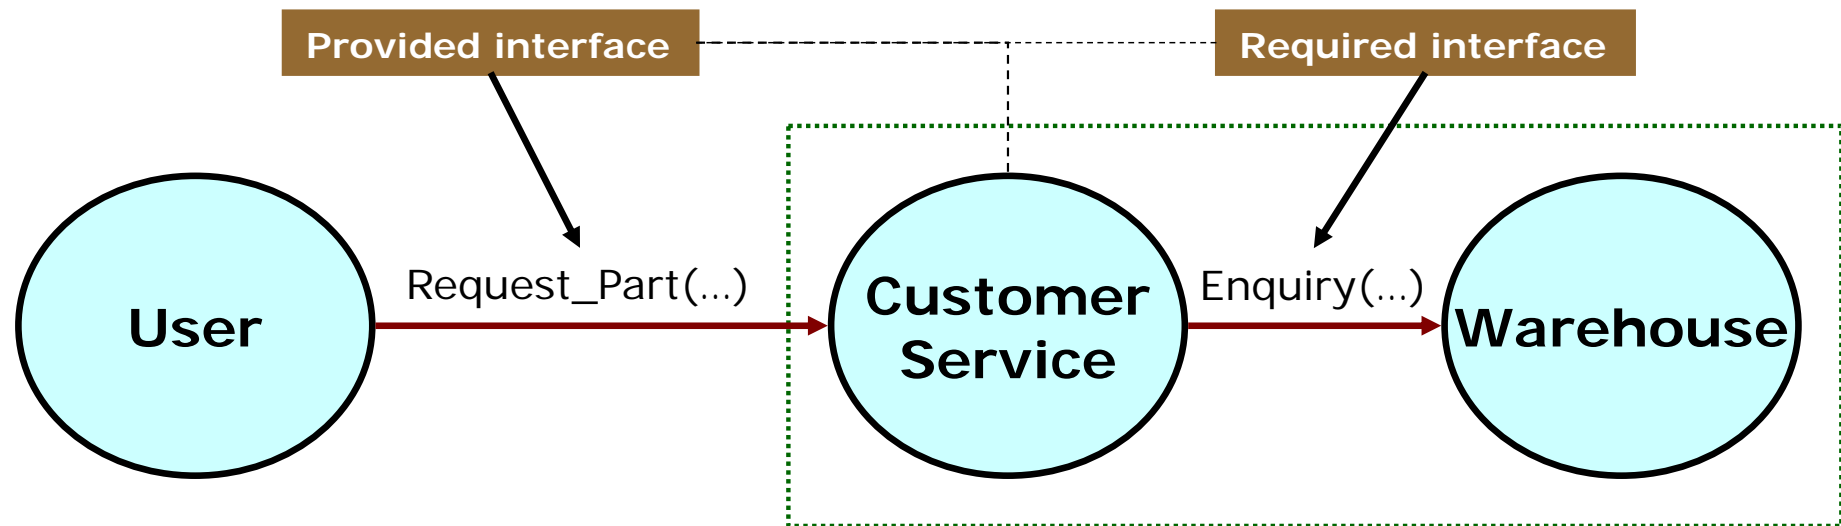 Provided interface
Required interface
Request_Part(...)
Enquiry(...)
User
Customer
Service
Warehouse